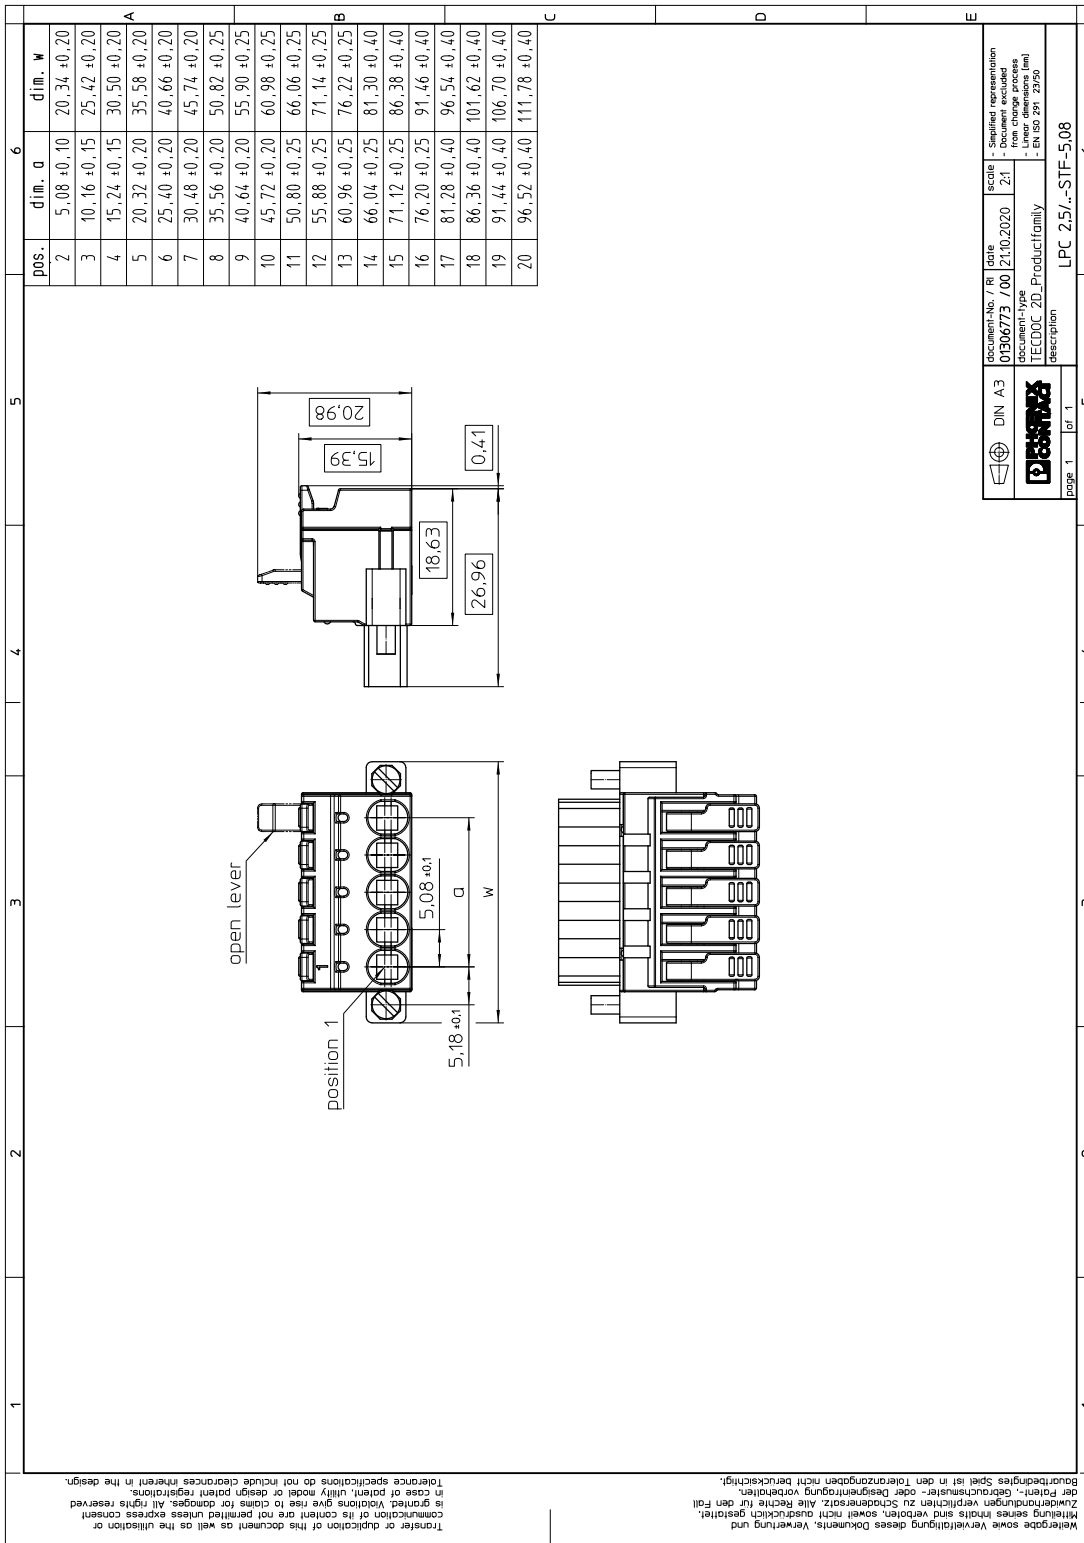 1
2
3
4
5
6
A
B
C
D
E
pos. dim. a dim. w
2 5,08 ±0,10 20,34 ±0,20
3 10,16 ±0,15 25,42 ±0,20
4 15,24 ±0,15 30,50 ±0,20
5 20,32 ±0,20 35,58 ±0,20
6 25,40 ±0,20 40,66 ±0,20
7 30,48 ±0,20 45,74 ±0,20
8 35,56 ±0,20 50,82 ±0,25
9 40,64 ±0,20 55,90 ±0,25
10 45,72 ±0,20 60,98 ±0,25
11 50,80 ±0,25 66,06 ±0,25
12 55,88 ±0,25 71,14 ±0,25
13 60,96 ±0,25 76,22 ±0,25
14 66,04 ±0,25 81,30 ±0,40
15 71,12 ±0,25 86,38 ±0,40
16 76,20 ±0,25 91,46 ±0,40
17 81,28 ±0,40 96,54 ±0,40
18 86,36 ±0,40 101,62 ±0,40
19 91,44 ±0,40 106,70 ±0,40
20 96,52 ±0,40 111,78 ±0,40
20,98
15,39
0,41
18,63
26,96
open lever
position 1
1
5,08 ±0,1
a
w
5,18 ±0,1
DIN A3
PHOENIX
CONTACT
page 1 of 1
document-No. / RI
01306773 / 00
date
21.10.2020
scale
2:1
- Simplified representation
- Document excluded
from change process
- Linear dimensions [mm]
- EN ISO 291 23/50
document-type
TECDOC 2D_Productfamily
description
LPC 2,5/..-STF-5,08
Transfer or duplication of this document as well as the utilisation or
communication of its content are not permitted unless express consent
is granted. Violations give rise to claims for damages. All rights reserved
in case of patent, utility model or design patent registrations.
Tolerance specifications do not include clearances inherent in the design.
Weitergabe sowie Vervielfältigung dieses Dokuments, Verwertung und
Mitteilung seines Inhalts sind verboten, soweit nicht ausdrücklich gestattet.
Zuwiderhandlungen verpflichten zu Schadenersatz. Alle Rechte für den Fall
der Patent-, Gebrauchsmuster- oder Designeintragung vorbehalten.
Bauartbedingtes Spiel ist in den Toleranzangaben nicht berücksichtigt.